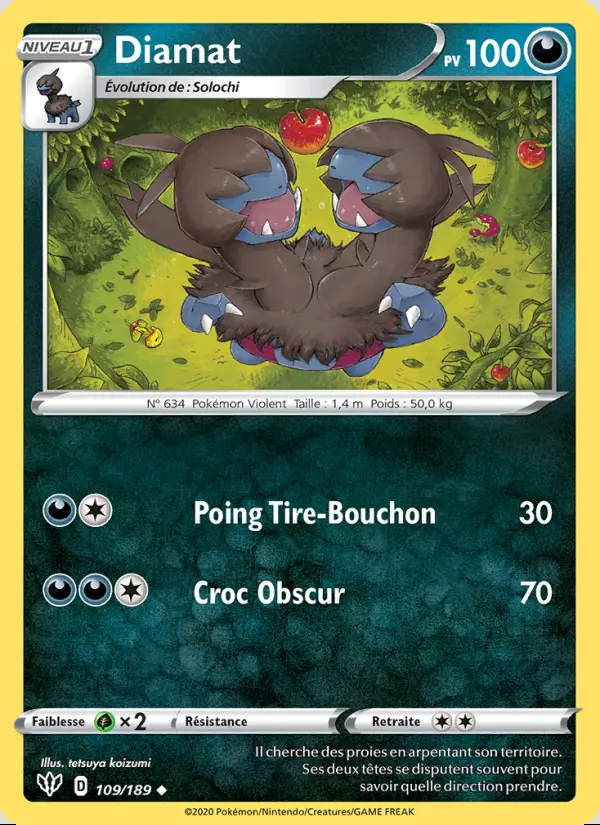 NIVEAU 1
Diamat
PV 100
Évolution de : Solochi
N° 634 Pokémon Violent Taille : 1,4 m Poids : 50,0 kg
Poing Tire-Bouchon 30
Croc Obscur 70
Faiblesse ×2 Résistance Retraite
Illus. tetsuya koizumi
Il cherche des proies en arpentant son territoire.
Ses deux têtes se disputent souvent pour
savoir quelle direction prendre.
D 109/189
©2020 Pokémon/Nintendo/Creatures/GAME FREAK